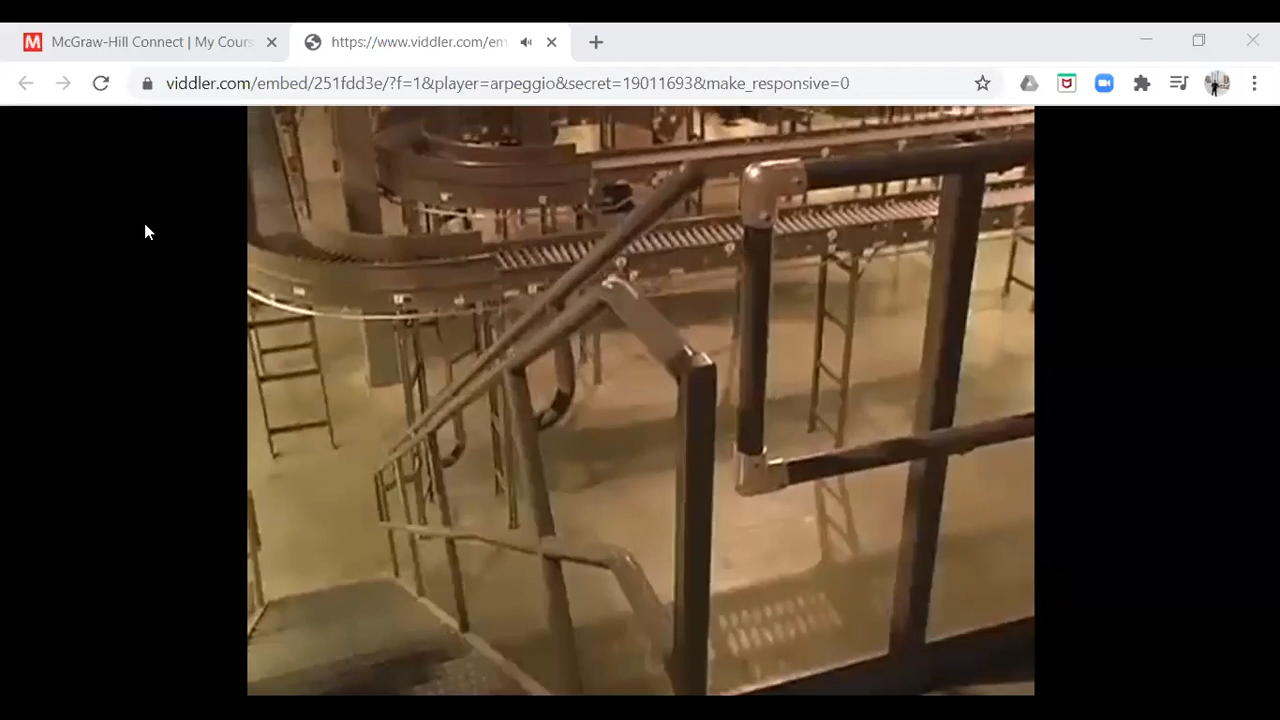 M McGraw-Hill Connect | My Cours
https://www.viddler.com/em
viddler.com/embed/251fdd3e/?f=1&player=arpeggio&secret=19011693&make_responsive=0